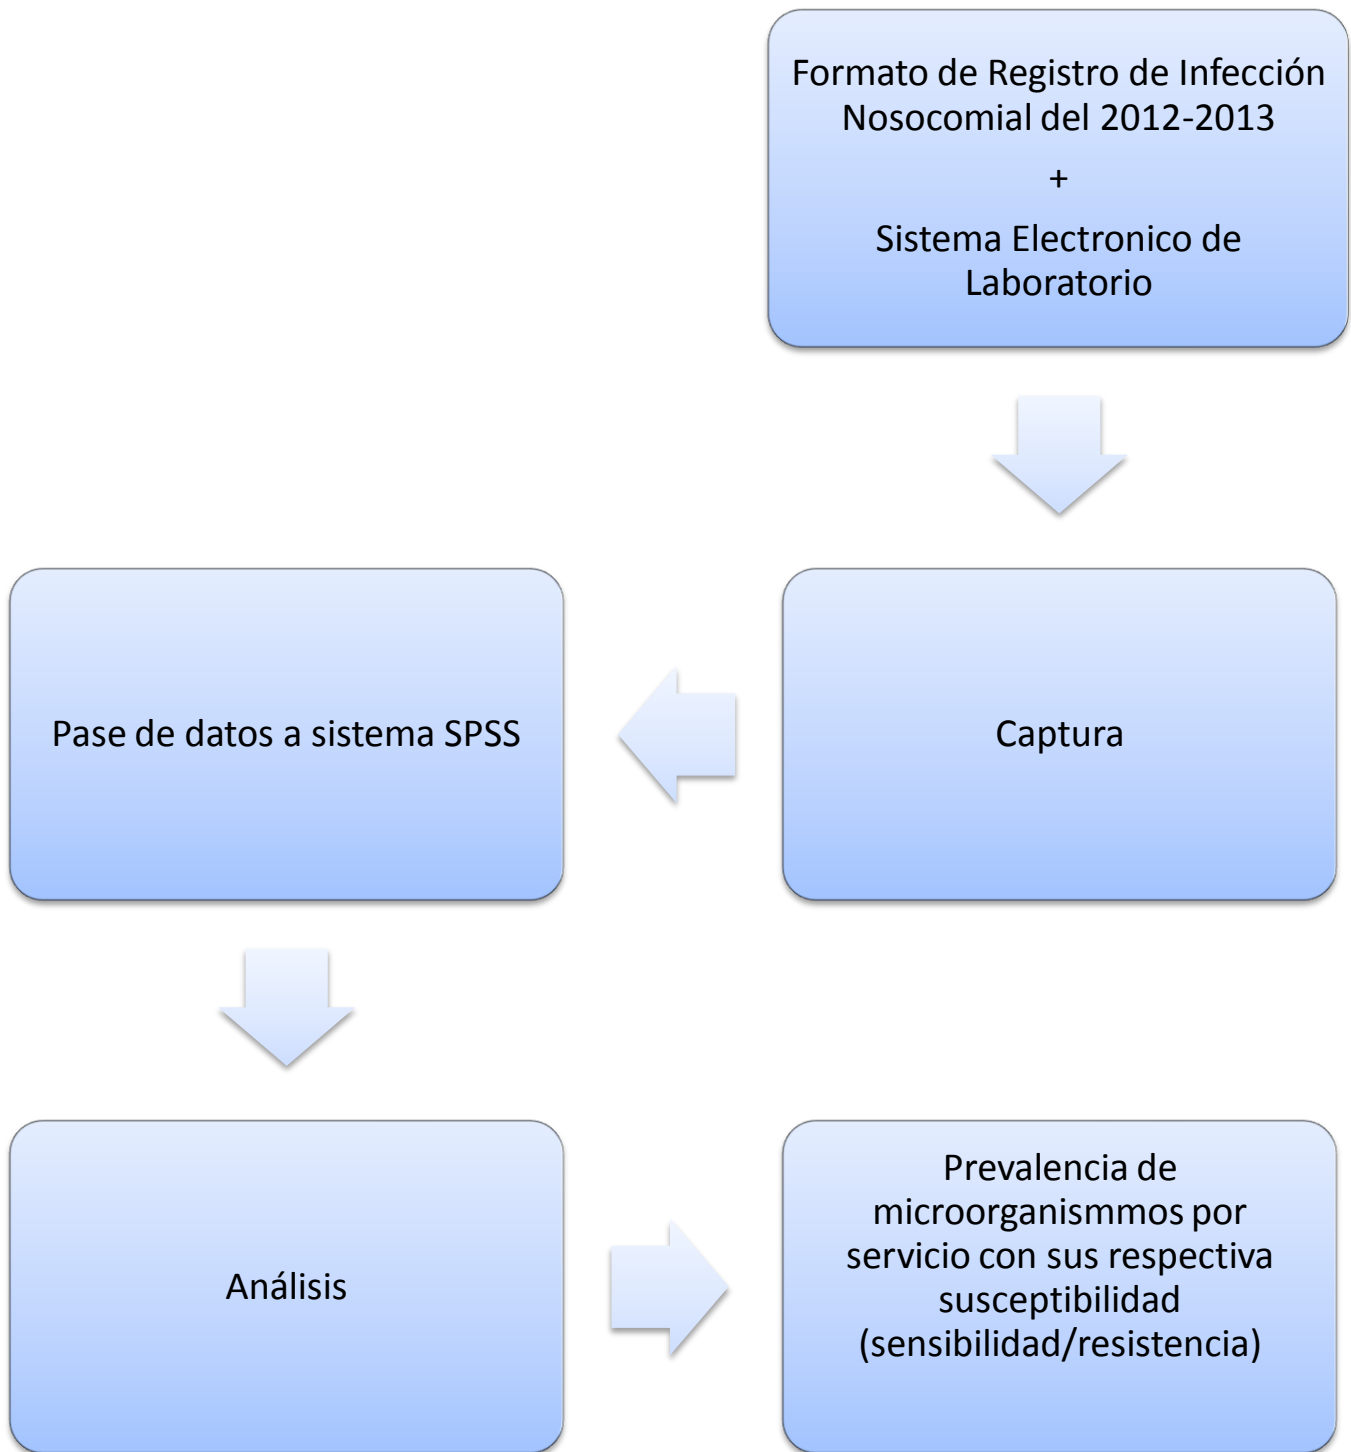 Formato de Registro de Infección
Nosocomial del 2012-2013
+
Sistema Electronico de
Laboratorio
Captura
Pase de datos a sistema SPSS
Análisis
Prevalencia de
microorganismmos por
servicio con sus respectiva
susceptibilidad
(sensibilidad/resistencia)